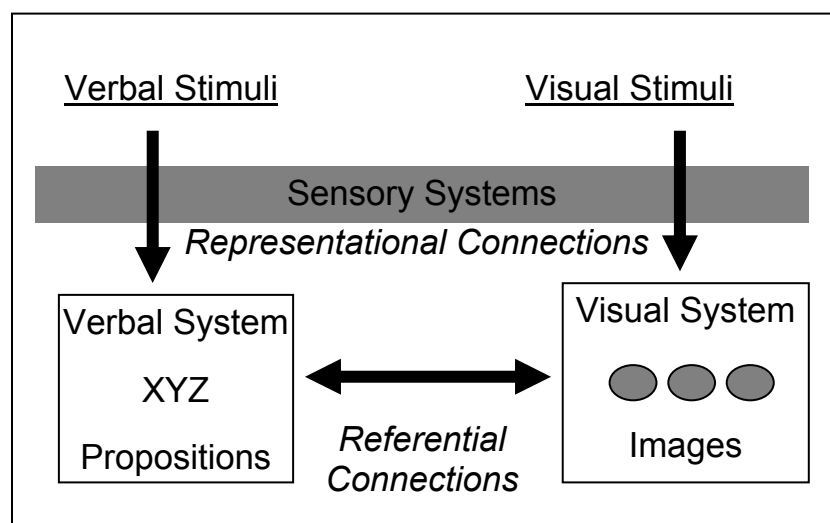 Verbal Stimuli
Visual Stimuli
Sensory Systems
Representational Connections
Verbal System
XYZ
Propositions
Referential
Connections
Visual System
Images